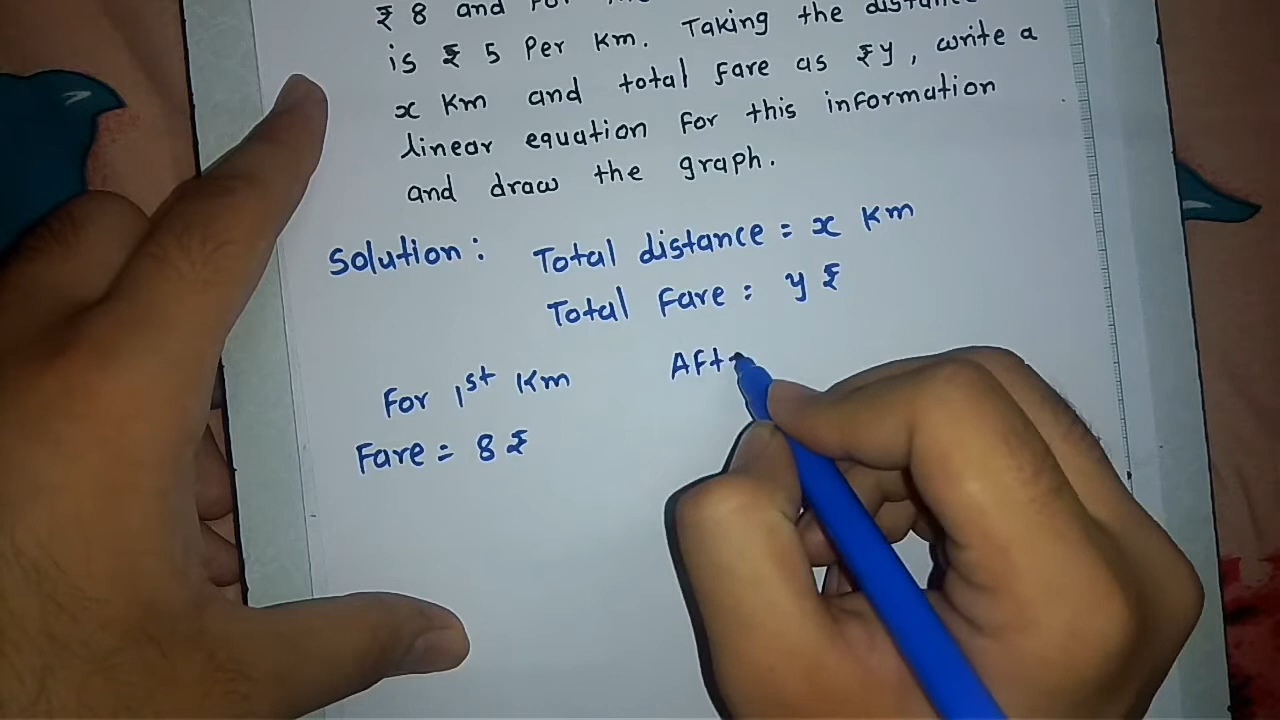 ₹ 8 and
is ₹ 5 Per Km. Taking the distance
x Km and total fare as ₹y, write a
linear equation for this information
and draw the graph.
Solution: Total distance = x Km
Total Fare = y ₹
For 1st Km Aft
Fare = 8 ₹